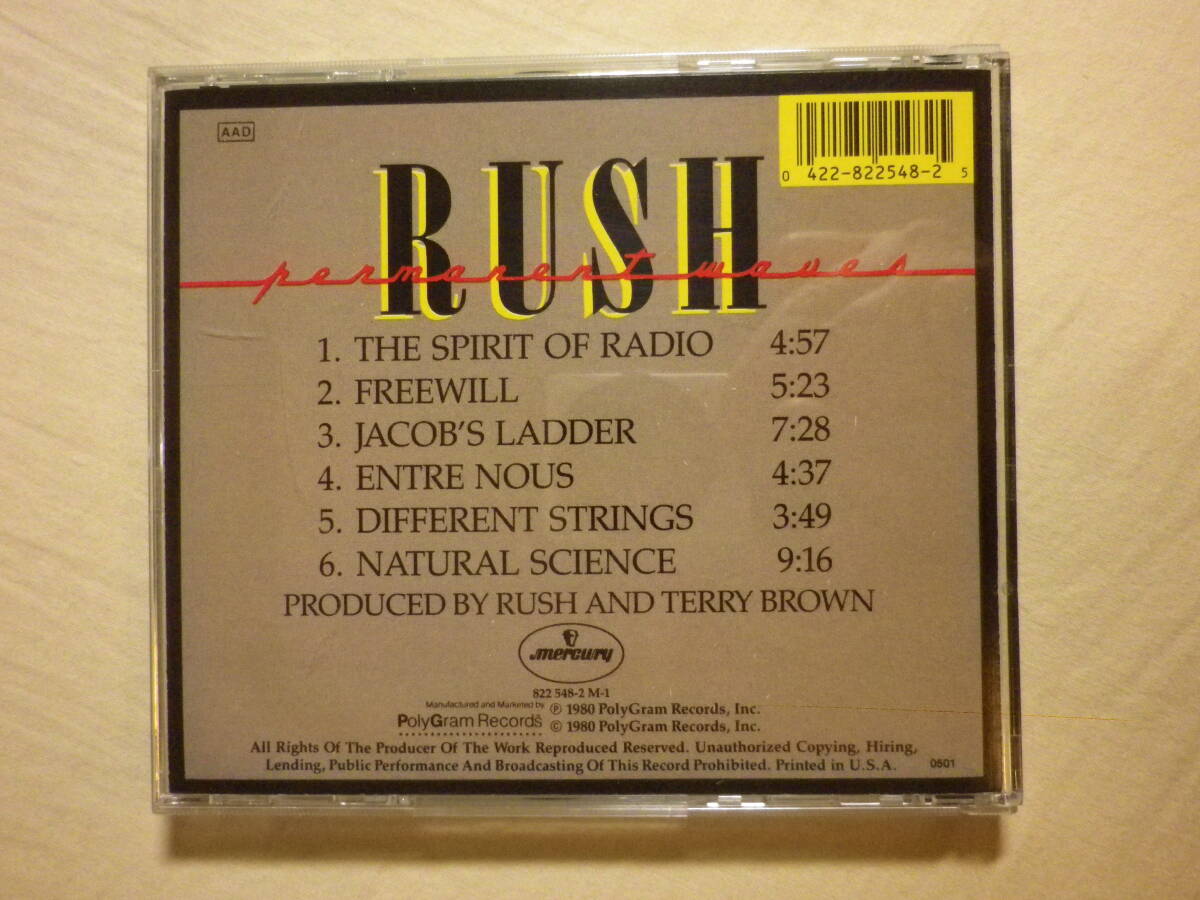 AAD
0 422-822548-2 5
RUSH
permanent waves
1. THE SPIRIT OF RADIO 4:57
2. FREEWILL 5:23
3. JACOB'S LADDER 7:28
4. ENTRE NOUS 4:37
5. DIFFERENT STRINGS 3:49
6. NATURAL SCIENCE 9:16
PRODUCED BY RUSH AND TERRY BROWN
mercury
822 548-2 M-1
Manufactured and Marketed by
PolyGram Records
℗ 1980 PolyGram Records, Inc.
© 1980 PolyGram Records, Inc.
All Rights Of The Producer Of The Work Reproduced Reserved. Unauthorized Copying, Hiring,
Lending, Public Performance And Broadcasting Of This Record Prohibited. Printed in U.S.A.
0501